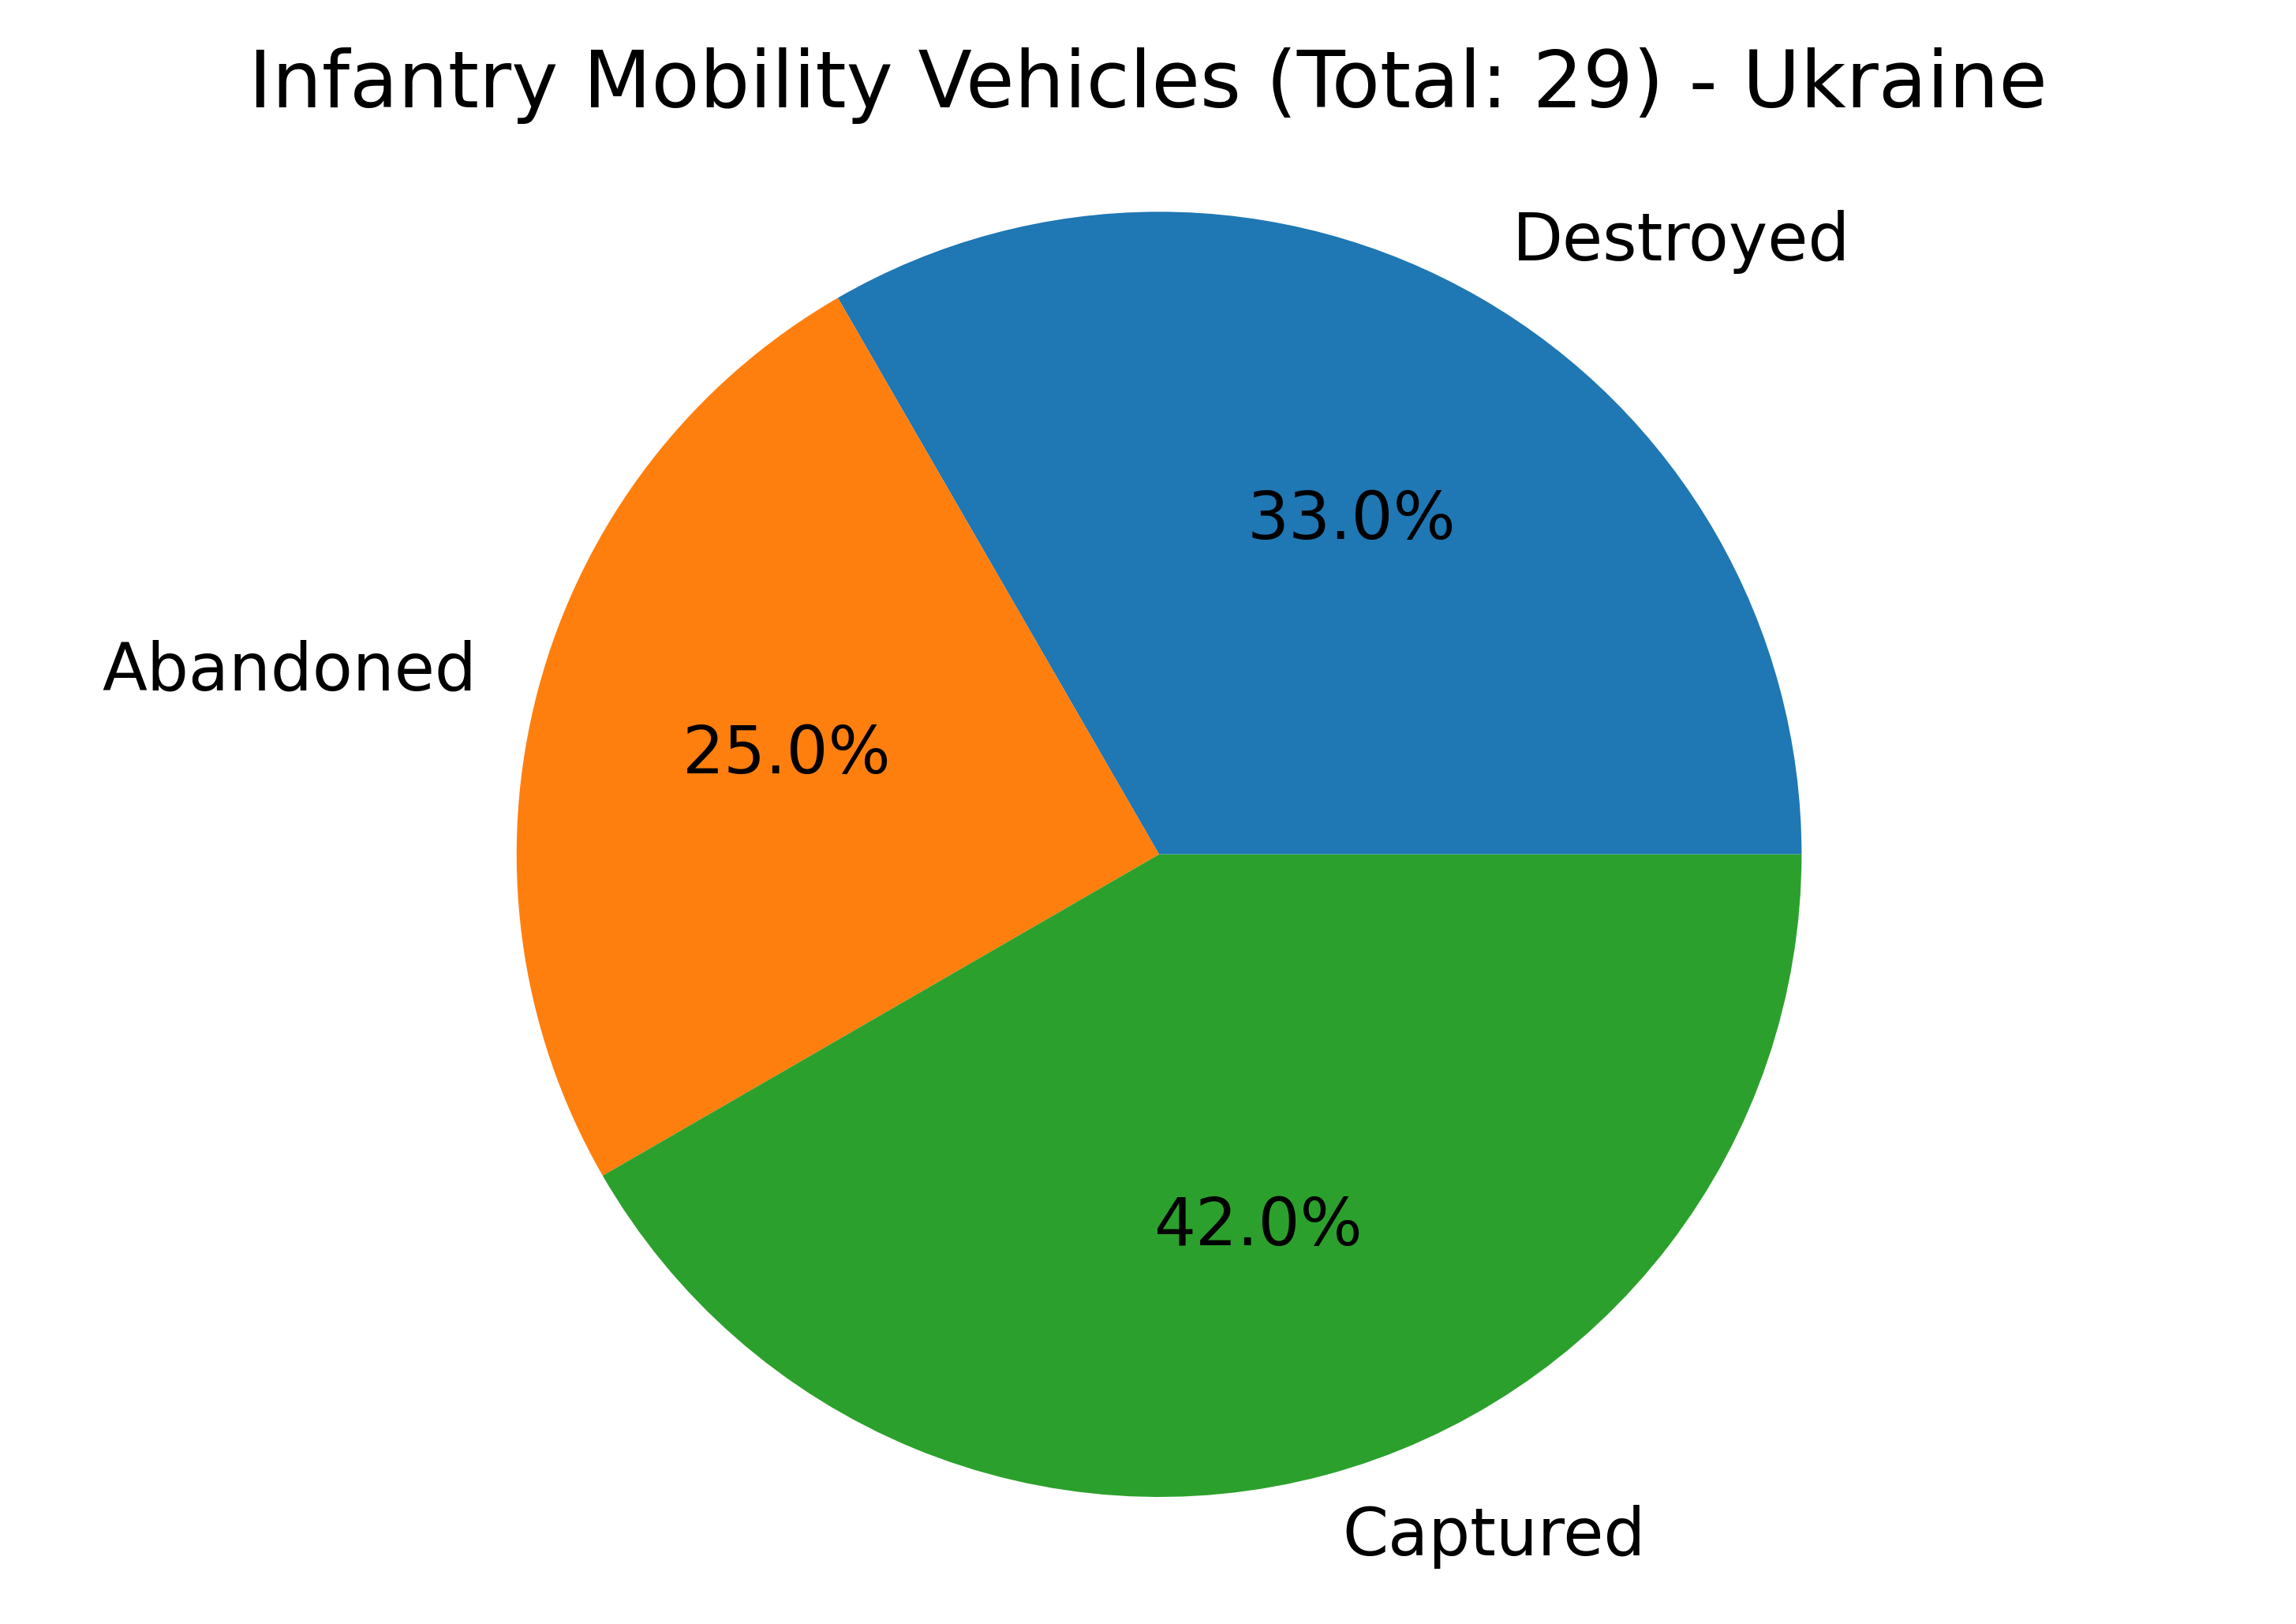 Infantry Mobility Vehicles (Total: 29) - Ukraine
Destroyed
33.0%
Abandoned
25.0%
42.0%
Captured